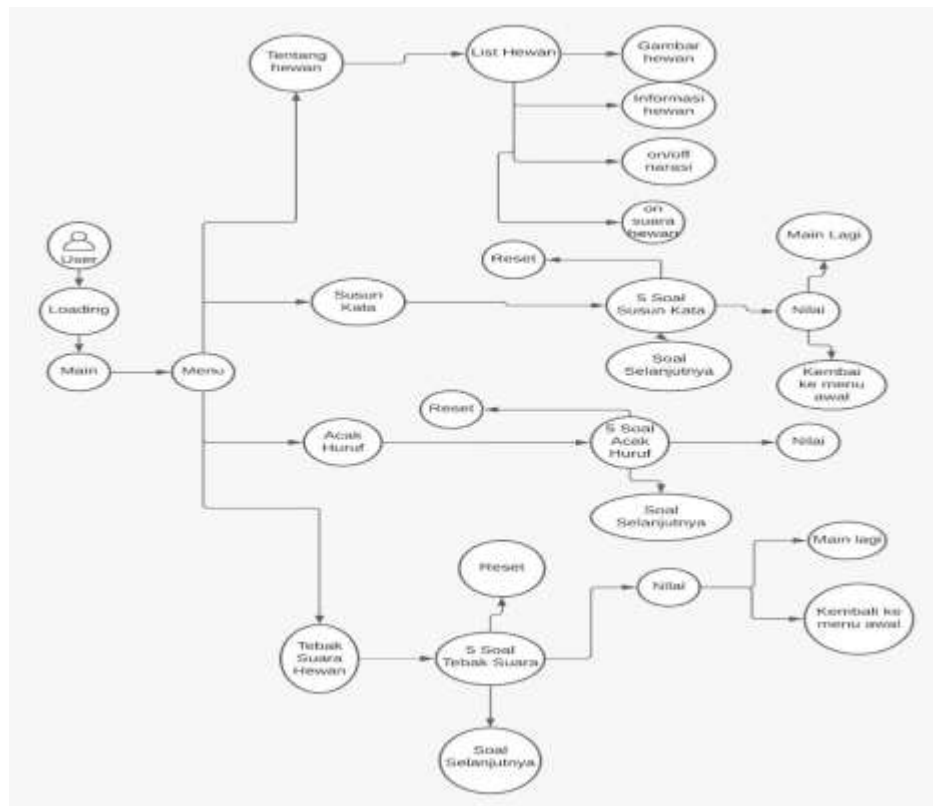 Tentang
hewan
List Hewan
Gambar
hewan
Informasi
hewan
on/off
narasi
on
suara
hewan
User
Loading
Main
Menu
Susun
Kata
Reset
5 Soal
Susun Kata
Soal
Selanjutnya
Main Lagi
Nilai
Kembai
ke menu
awal
Acak
Huruf
Reset
5 Soal
Acak
Huruf
Nilai
Soal
Selanjutnya
Tebak
Suara
Hewan
Reset
5 Soal
Tebak Suara
Soal
Selanjutnya
Nilai
Main lagi
Kembali ke
menu awal